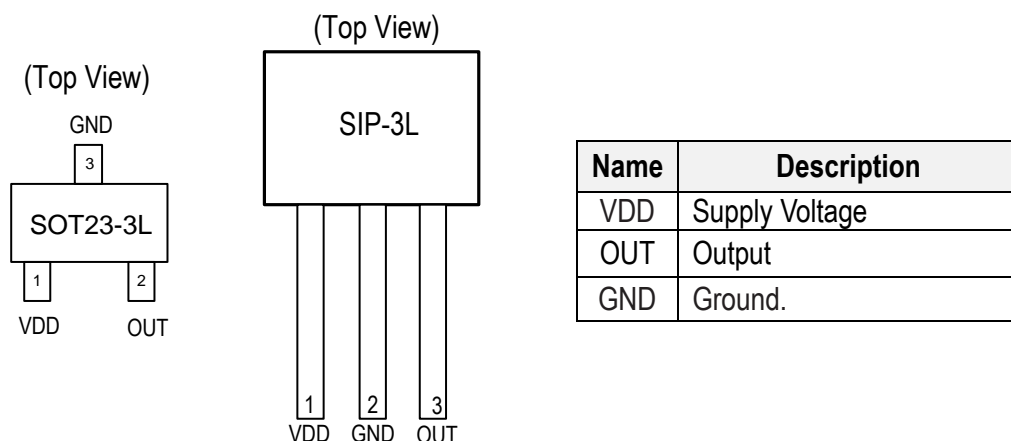 (Top View)
GND
3
SOT23-3L
1 2
VDD OUT
(Top View)
SIP-3L
1 2 3
VDD GND OUT
Name Description
VDD Supply Voltage
OUT Output
GND Ground.